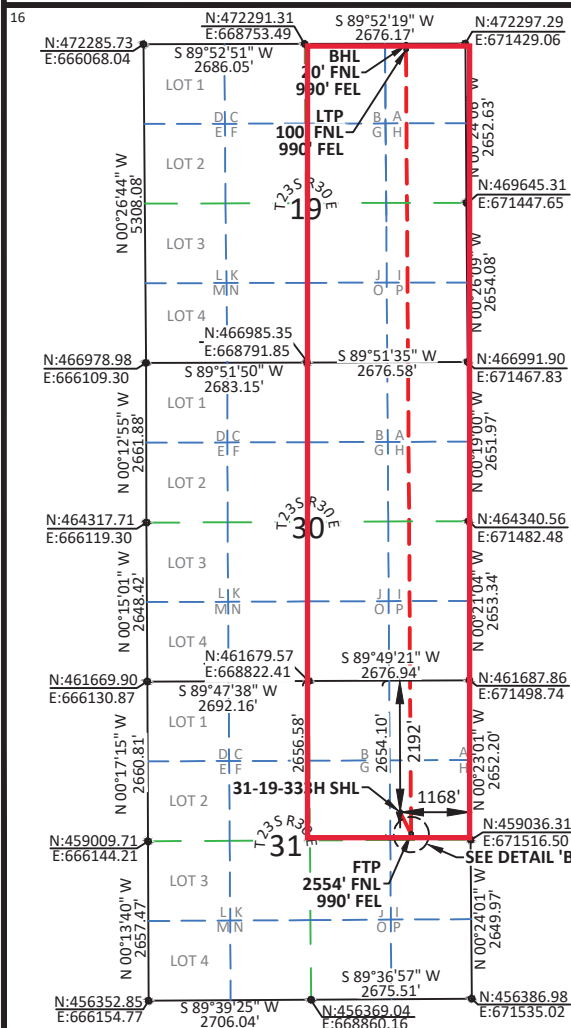 16
N:472291.31
E:668753.49
S 89°52'19" W
2676.17'
N:472297.29
E:671429.06
N:472285.73
E:666068.04
S 89°52'51" W
2686.05'
BHL
20' FNL
990' FEL
LOT 1
LTP
100' FNL
990' FEL
D C
E F
B A
G H
2652.63'
LOT 2
N 00°26'44" W
5308.08'
T 23S R30 E
19
N:469645.31
E:671447.65
LOT 3
N 00°26'09" W
2654.08'
L K
M N
J I
O P
LOT 4
N:466985.35
E:668791.85
N:466978.98
E:666109.30
S 89°51'50" W
2683.15'
S 89°51'35" W
2676.58'
N:466991.90
E:671467.83
LOT 1
N 00°12'55" W
2661.88'
D C
E F
B A
G H
N 00°19'00" W
2651.97'
LOT 2
N:464317.71
E:666119.30
T 23S R30 E
30
N:464340.56
E:671482.48
LOT 3
N 00°15'01" W
2648.42'
L K
M N
J I
O P
N 00°21'04" W
2653.34'
LOT 4
N:461679.57
E:668822.41
N:461669.90
E:666130.87
S 89°47'38" W
2692.16'
S 89°49'21" W
2676.94'
N:461687.86
E:671498.74
LOT 1
N 00°17'15" W
2660.81'
2656.58'
2654.10'
2192'
N 00°23'01" W
2652.20'
D C
E F
B
G
A
H
LOT 2
31-19-333H SHL
1168'
N:459009.71
E:666144.21
T 23S R30 E
31
N:459036.31
E:671516.50
SEE DETAIL 'B
FTP
2554' FNL
990' FEL
LOT 3
N 00°13'40" W
2657.47'
L K
M N
J I
O P
N 00°24'01" W
2649.97'
LOT 4
N:456352.85
E:666154.77
S 89°39'25" W
2706.04'
S 89°36'57" W
2675.51'
N:456369.04
E:668860.16
N:456386.98
E:671535.02